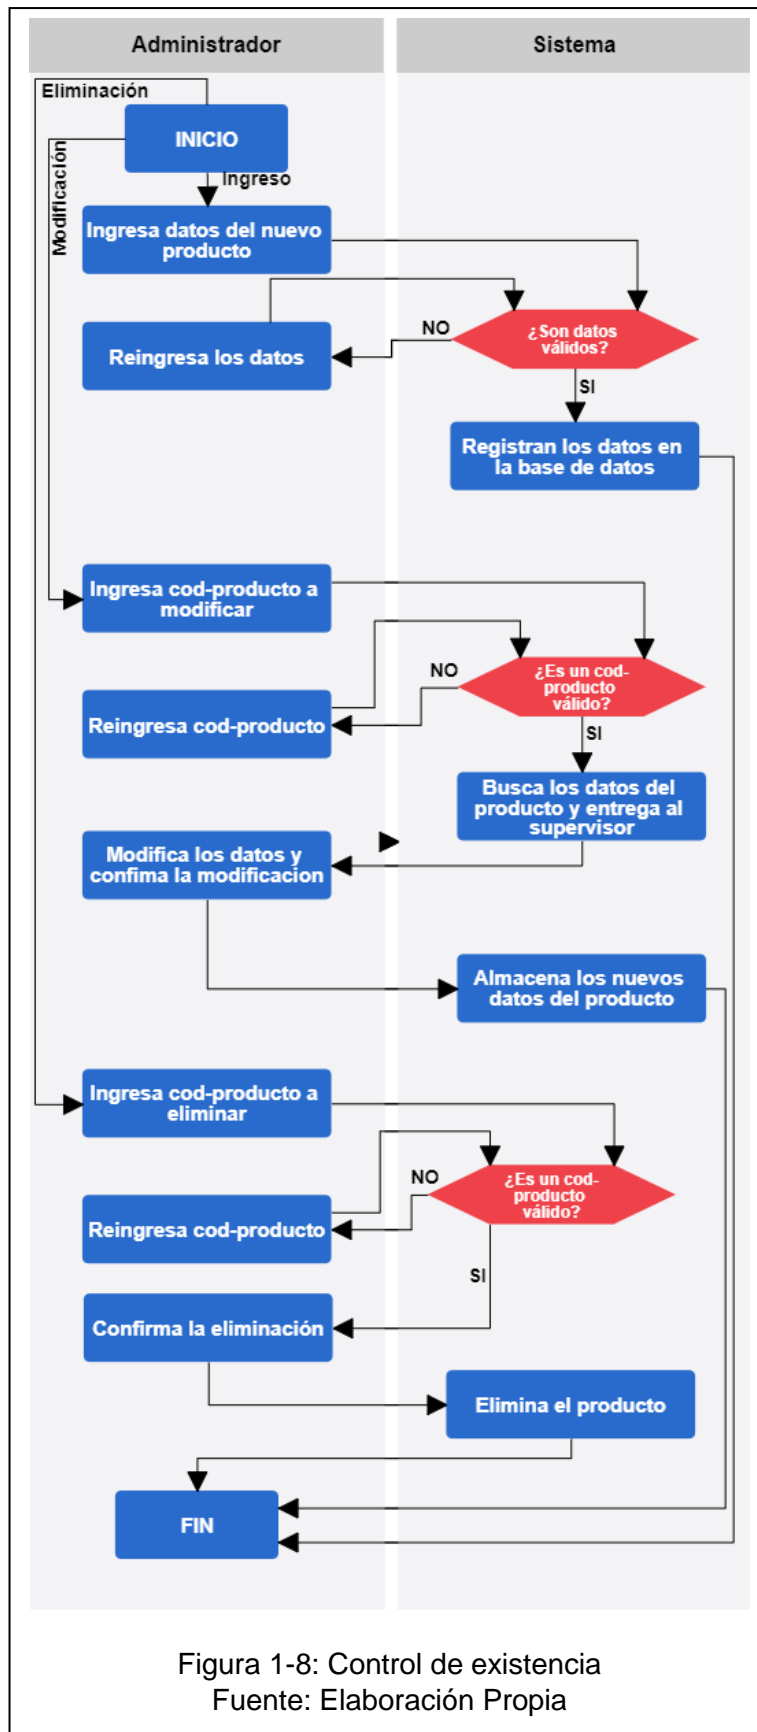 Administrador
Sistema
Eliminación
INICIO
Modificación
Ingreso
Ingresa datos del nuevo
producto
NO
¿Son datos
válidos?
Reingresa los datos
SI
Registran los datos en
la base de datos
Ingresa cod-producto a
modificar
NO
¿Es un cod-
producto
válido?
Reingresa cod-producto
SI
Busca los datos del
producto y entrega al
supervisor
Modifica los datos y
confima la modificacion
Almacena los nuevos
datos del producto
Ingresa cod-producto a
eliminar
NO
¿Es un cod-
producto
válido?
Reingresa cod-producto
SI
Confirma la eliminación
Elimina el producto
FIN
Figura 1-8: Control de existencia
Fuente: Elaboración Propia